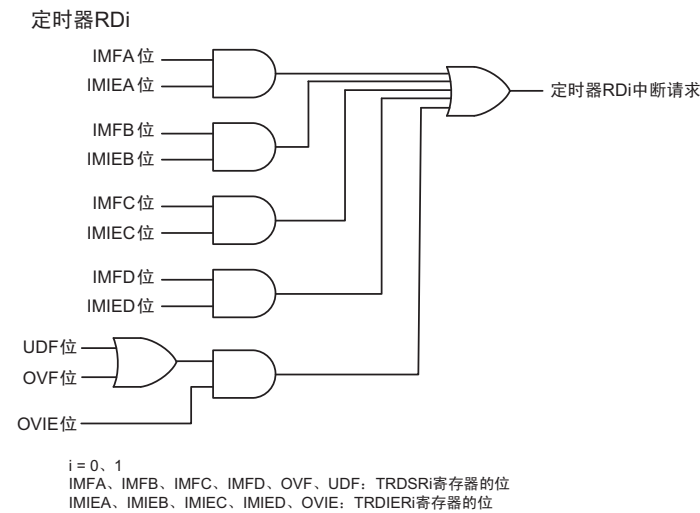 定时器RDi
IMFA位
IMIEA位
定时器RDi中断请求
IMFB位
IMIEB位
IMFC位
IMIEC位
IMFD位
IMIED位
UDF位
OVF位
OVIE位
i = 0、1
IMFA、IMFB、IMFC、IMFD、OVF、UDF：TRDSRi寄存器的位
IMIEA、IMIEB、IMIEC、IMIED、OVIE：TRDIERi寄存器的位